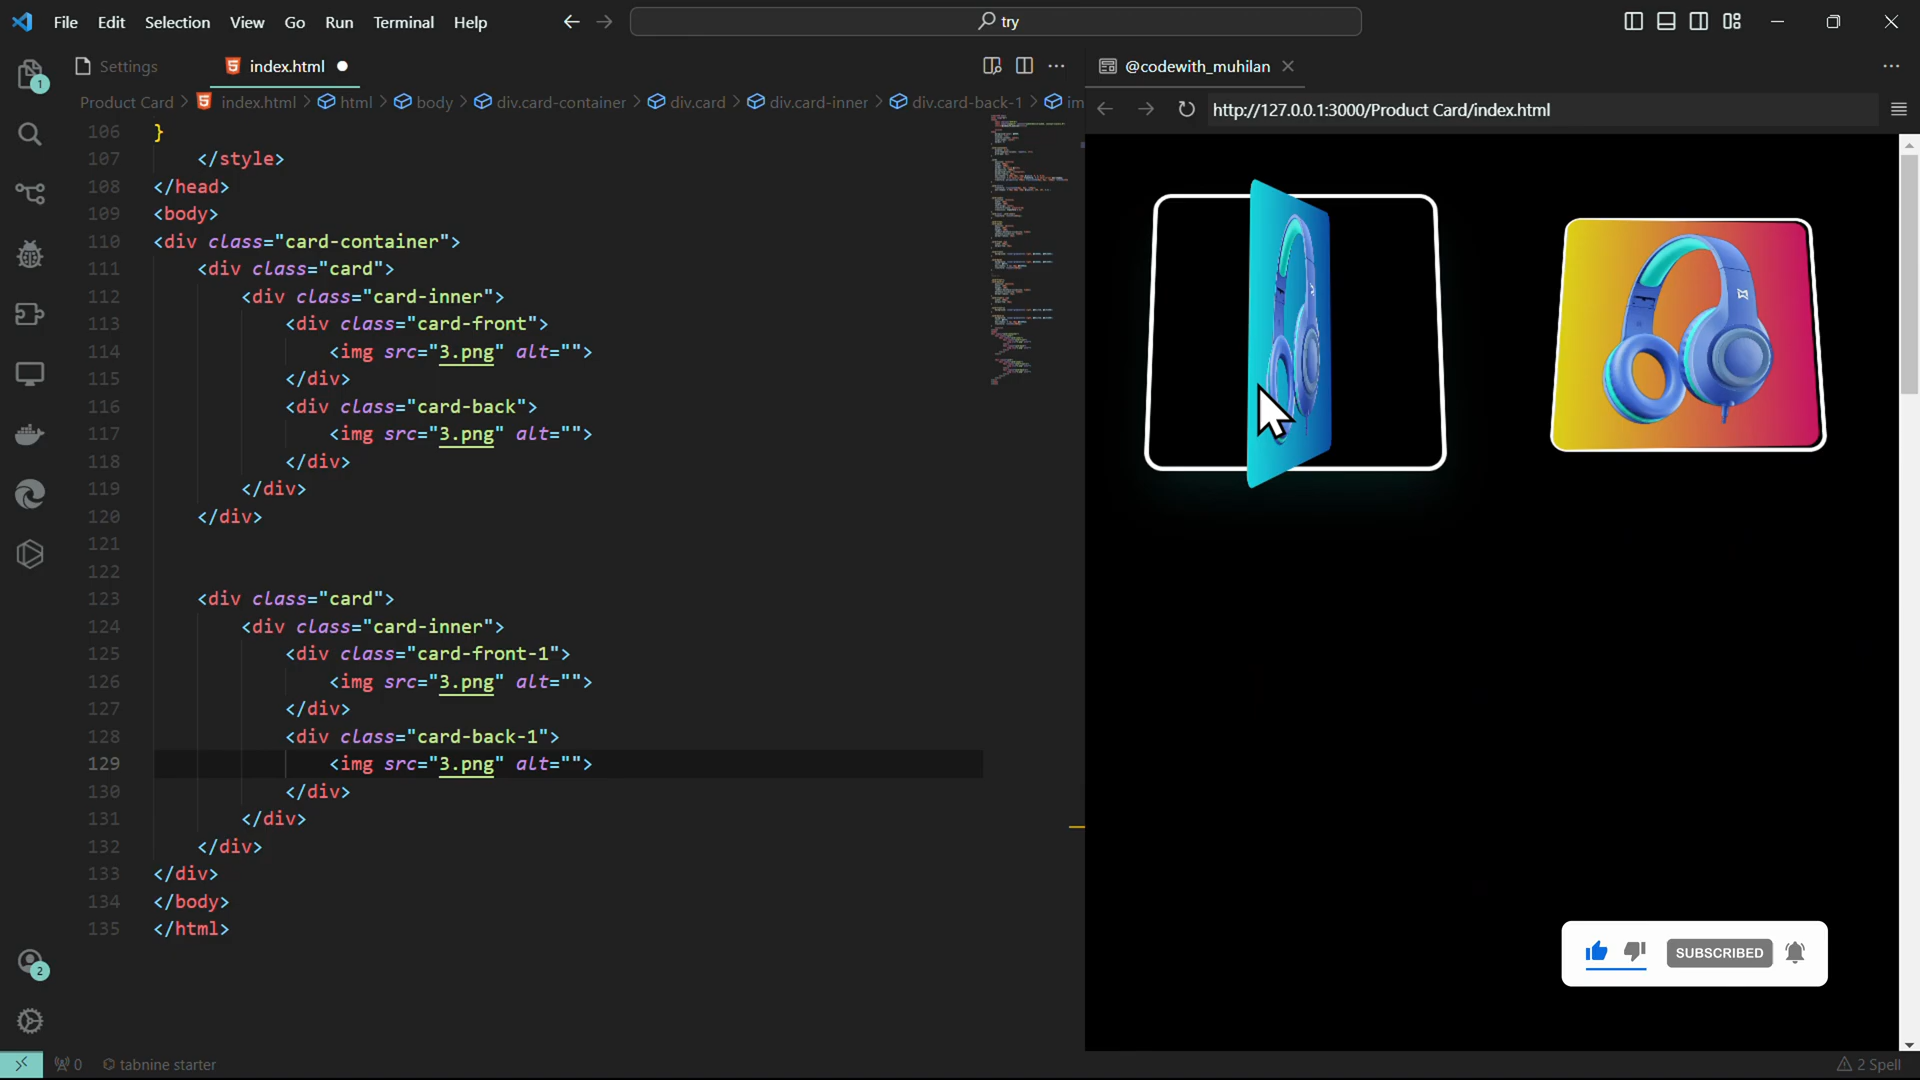 File Edit Selection View Go Run Terminal Help
try
Settings
index.html
@codewith_muhilan
Product Card > index.html > html > body > div.card-container > div.card > div.card-inner > div.card-back-1 > im
http://127.0.0.1:3000/Product Card/index.html
1
106 }
107 </style>
108 </head>
109 <body>
110 <div class="card-container">
111 <div class="card">
112 <div class="card-inner">
113 <div class="card-front">
114 <img src="3.png" alt="">
115 </div>
116 <div class="card-back">
117 <img src="3.png" alt="">
118 </div>
119 </div>
120 </div>
121
122
123 <div class="card">
124 <div class="card-inner">
125 <div class="card-front-1">
126 <img src="3.png" alt="">
127 </div>
128 <div class="card-back-1">
129 <img src="3.png" alt="">
130 </div>
131 </div>
132 </div>
133 </div>
134 </body>
135 </html>
SUBSCRIBED
2
0 tabnine starter
2 Spell